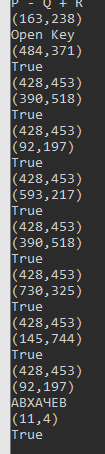 P - Q + R
(163,238)
Open Key
(484,371)
True
(428,453)
(390,518)
True
(428,453)
(92,197)
True
(428,453)
(593,217)
True
(428,453)
(390,518)
True
(428,453)
(730,325)
True
(428,453)
(145,744)
True
(428,453)
(92,197)
АВХАЧЕВ
(11,4)
True